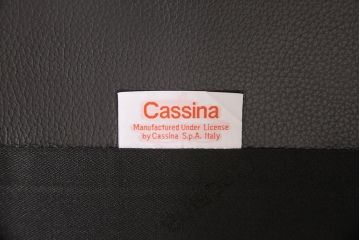 Cassina
Manufactured Under License
by Cassina S.p.A. Italy